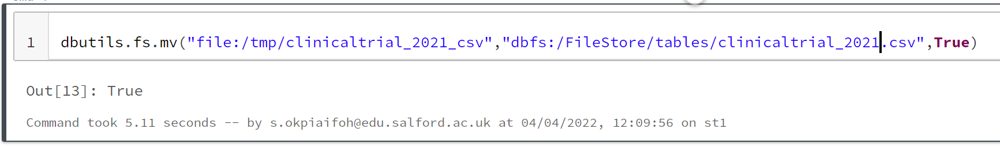 1 dbutils.fs.mv("file:/tmp/clinicaltrial_2021_csv","dbfs:/FileStore/tables/clinicaltrial_2021.csv",True)
Out[13]: True
Command took 5.11 seconds -- by s.okpiaifoh@edu.salford.ac.uk at 04/04/2022, 12:09:56 on st1